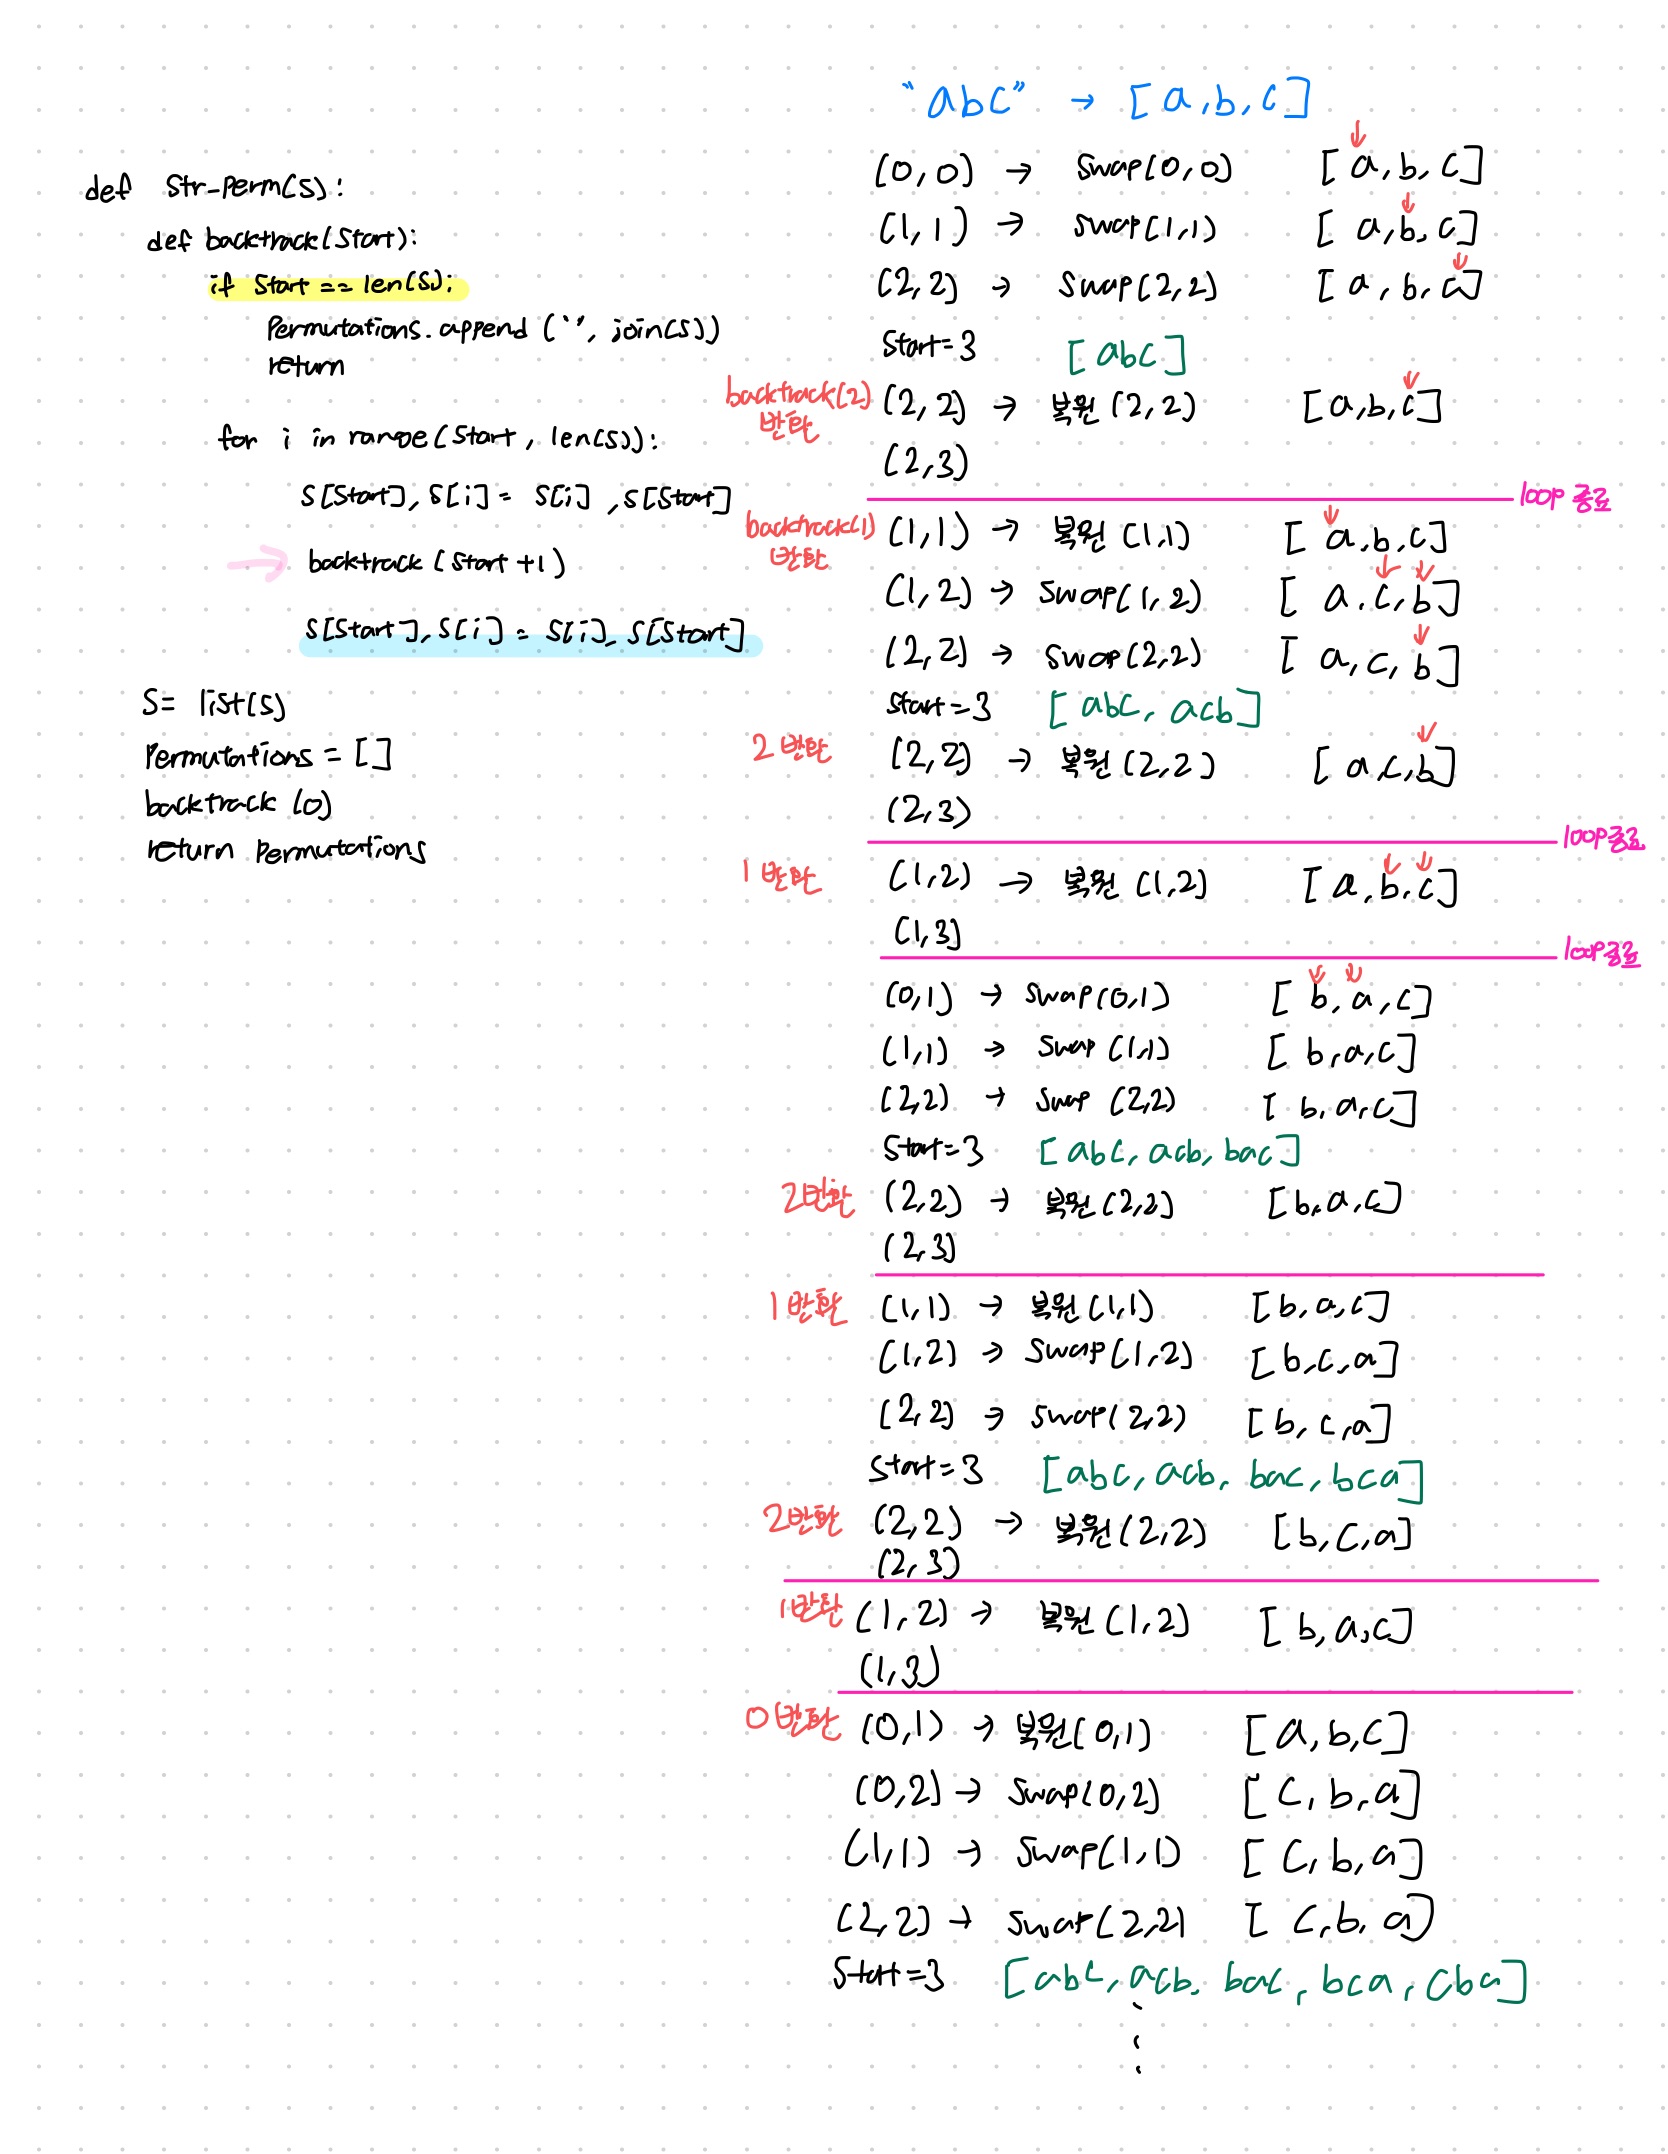 def str-perm(s):
def backtrack(start):
if start == len(s):
Permutations.append (`'', join(s))
return
for i in range(start, len(s)):
s[start], s[i] = s[i], s[start]
→ backtrack (start +1)
s[start], s[i] = s[i], s[start]
S= list(s)
Permutations = []
backtrack (0)
return permutations
"abc" → [a,b,c]
(0,0) → swap(0,0) [a,b,c]
(1,1) → swap(1,1) [a,b,c]
(2,2) → swap(2,2) [a,b,c]
Start=3 [abc]
backtrack(2) 반환 (2,2) → 복원 (2,2) [a,b,c]
(2,3)
loop 종료
backtrack(1) 반환 (1,1) → 복원 (1,1) [a,b,c]
(1,2) → swap(1,2) [a,c,b]
(2,2) → swap(2,2) [a,c,b]
start=3 [abc, acb]
2 반환 (2,2) → 복원 (2,2) [a,c,b]
(2,3)
loop종료
1 반환 (1,2) → 복원 (1,2) [a,b,c]
(1,3)
loop종료
(0,1) → swap(0,1) [b,a,c]
(1,1) → swap (1,1) [b,a,c]
(2,2) → swap (2,2) [b,a,c]
Start=3 [abc, acb, bac]
2반환 (2,2) → 복원 (2,2) [b,a,c]
(2,3)
1 반환 (1,1) → 복원 (1,1) [b,a,c]
(1,2) → swap(1,2) [b,c,a]
(2,2) → swap(2,2) [b,c,a]
Start=3 [abc, acb, bac, bca]
2반환 (2,2) → 복원 (2,2) [b,c,a]
(2,3)
1반환 (1,2) → 복원 (1,2) [b,a,c]
(1,3)
0반환 (0,1) → 복원(0,1) [a,b,c]
(0,2) → swap(0,2) [c,b,a]
(1,1) → swap(1,1) [c,b,a]
(2,2) → swap(2,2) [c,b,a]
Start=3 [abc, acb, bac, bca, cba]